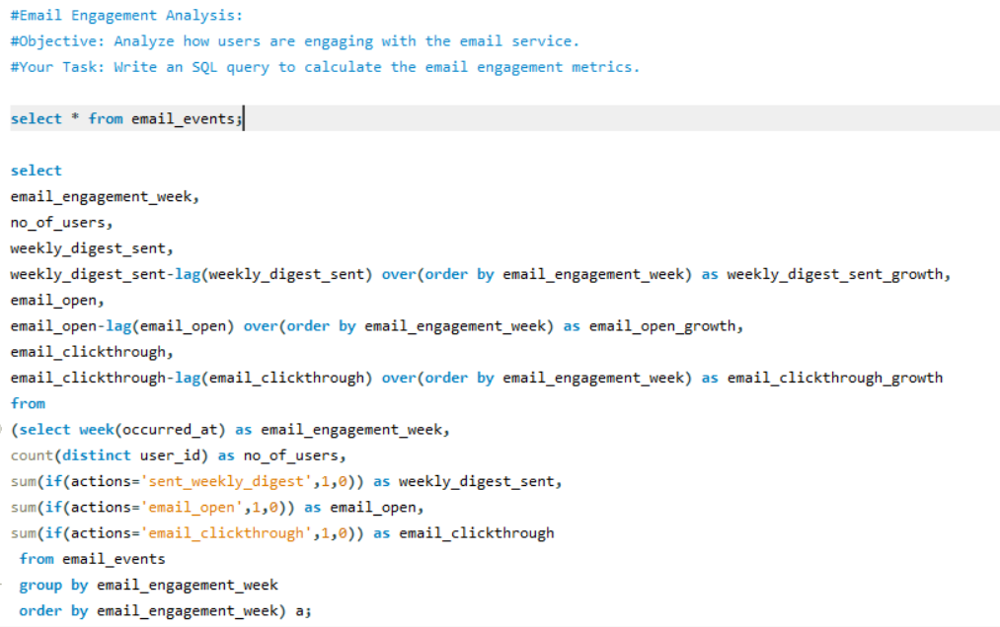 #Email Engagement Analysis:
#Objective: Analyze how users are engaging with the email service.
#Your Task: Write an SQL query to calculate the email engagement metrics.
select * from email_events;
select
email_engagement_week,
no_of_users,
weekly_digest_sent,
weekly_digest_sent-lag(weekly_digest_sent) over(order by email_engagement_week) as weekly_digest_sent_growth,
email_open,
email_open-lag(email_open) over(order by email_engagement_week) as email_open_growth,
email_clickthrough,
email_clickthrough-lag(email_clickthrough) over(order by email_engagement_week) as email_clickthrough_growth
from
(select week(occurred_at) as email_engagement_week,
count(distinct user_id) as no_of_users,
sum(if(actions='sent_weekly_digest',1,0)) as weekly_digest_sent,
sum(if(actions='email_open',1,0)) as email_open,
sum(if(actions='email_clickthrough',1,0)) as email_clickthrough
from email_events
group by email_engagement_week
order by email_engagement_week) a;